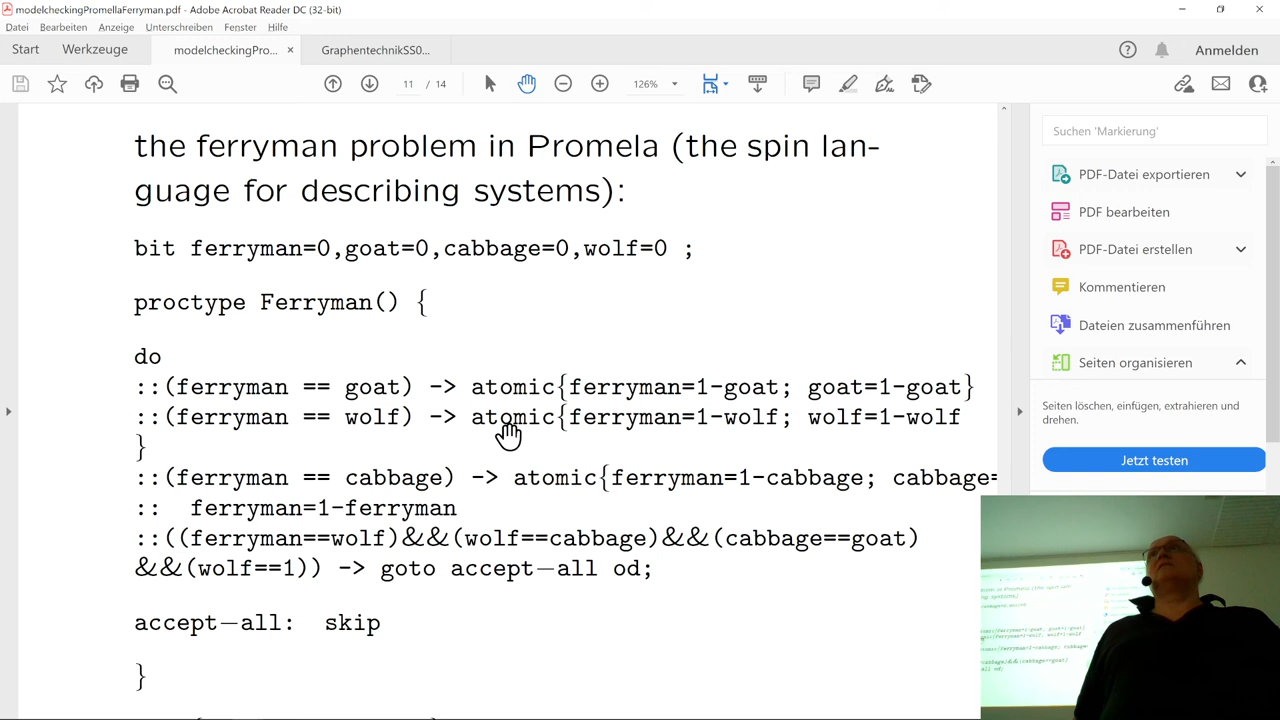 modelcheckingPromellaFerryman.pdf - Adobe Acrobat Reader DC (32-bit)
Datei Bearbeiten Anzeige Unterschreiben Fenster Hilfe
Start Werkzeuge modelcheckingPro... × GraphentechnikSS0... Anmelden
11 / 14 126%
the ferryman problem in Promela (the spin lan-
guage for describing systems):
bit ferryman=0,goat=0,cabbage=0,wolf=0 ;
proctype Ferryman() {
do
::(ferryman == goat) -> atomic{ferryman=1-goat; goat=1-goat}
::(ferryman == wolf) -> atomic{ferryman=1-wolf; wolf=1-wolf
}
::(ferryman == cabbage) -> atomic{ferryman=1-cabbage; cabbage=
:: ferryman=1-ferryman
::((ferryman==wolf)&&(wolf==cabbage)&&(cabbage==goat)
&&(wolf==1)) -> goto accept−all od;
accept−all: skip
}
Suchen 'Markierung'
PDF-Datei exportieren
PDF bearbeiten
PDF-Datei erstellen
Kommentieren
Dateien zusammenführen
Seiten organisieren
Seiten löschen, einfügen, extrahieren und
drehen.
Jetzt testen